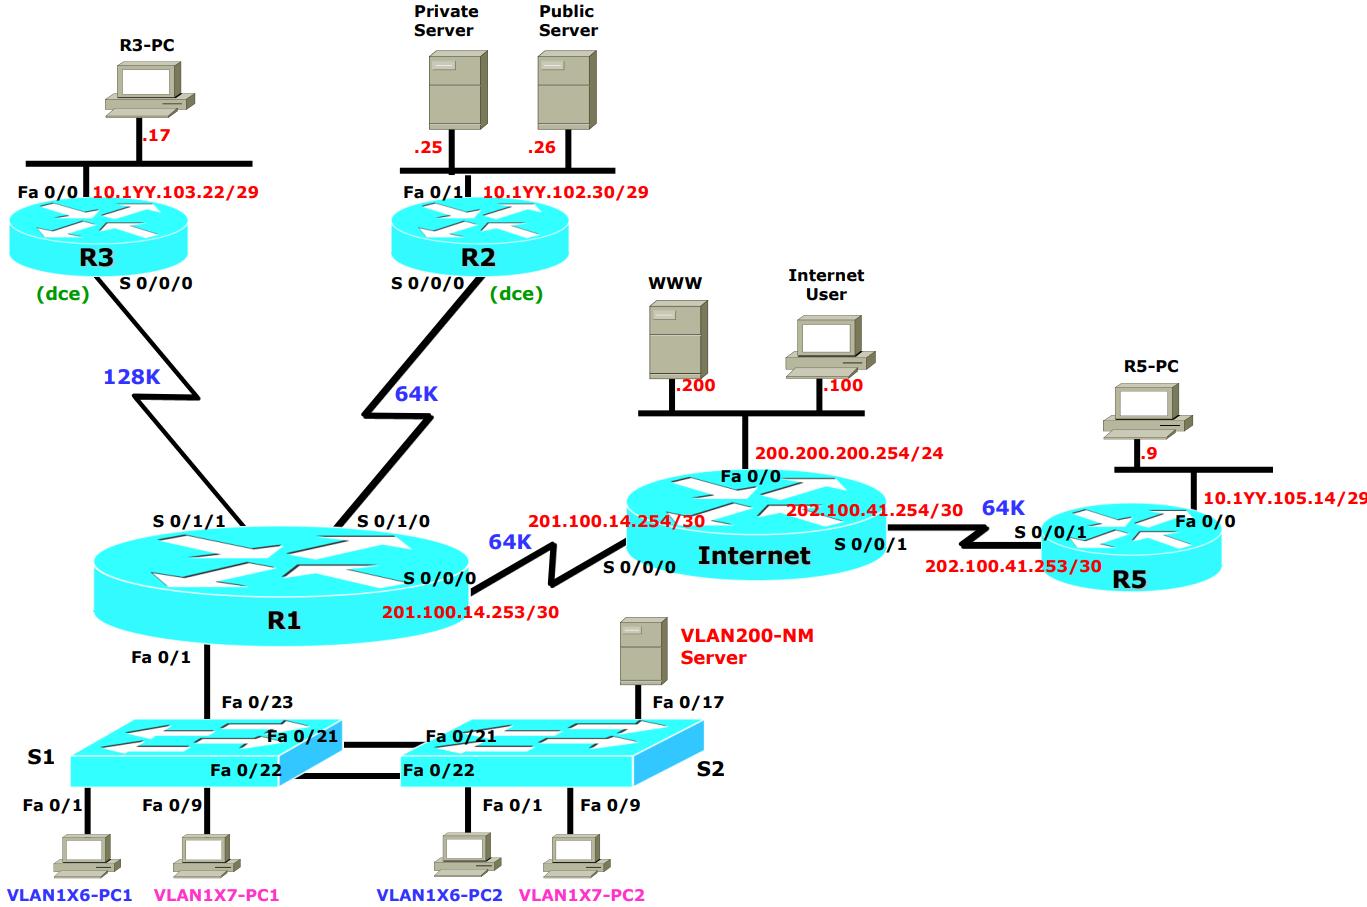 Private
Server
Public
Server
R3-PC
.17
.25
.26
Fa 0/0
10.1YY.103.22/29
Fa 0/1
10.1YY.102.30/29
R3
R2
S 0/0/0
(dce)
S 0/0/0
(dce)
WWW
Internet
User
128K
64K
.200
.100
R5-PC
.9
200.200.200.254/24
Fa 0/0
10.1YY.105.14/29
Fa 0/0
S 0/1/1
S 0/1/0
201.100.14.254/30
202.100.41.254/30
64K
64K
S 0/0/1
S 0/0/1
Internet
S 0/0/0
S 0/0/0
202.100.41.253/30
R5
201.100.14.253/30
R1
VLAN200-NM
Server
Fa 0/1
Fa 0/23
Fa 0/17
Fa 0/21
Fa 0/21
S1
Fa 0/22
Fa 0/22
S2
Fa 0/1
Fa 0/9
Fa 0/1
Fa 0/9
VLAN1X6-PC1
VLAN1X7-PC1
VLAN1X6-PC2
VLAN1X7-PC2